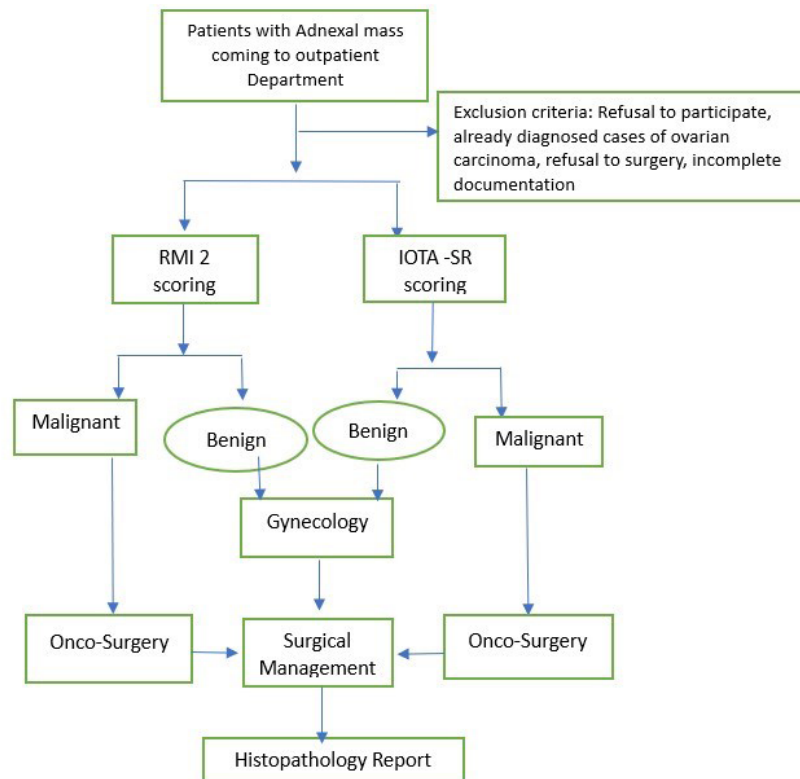 Patients with Adnexal mass
coming to outpatient
Department
Exclusion criteria: Refusal to participate,
already diagnosed cases of ovarian
carcinoma, refusal to surgery, incomplete
documentation
RMI 2
scoring
IOTA -SR
scoring
Malignant
Benign
Benign
Malignant
Gynecology
Onco-Surgery
Surgical
Management
Onco-Surgery
Histopathology Report